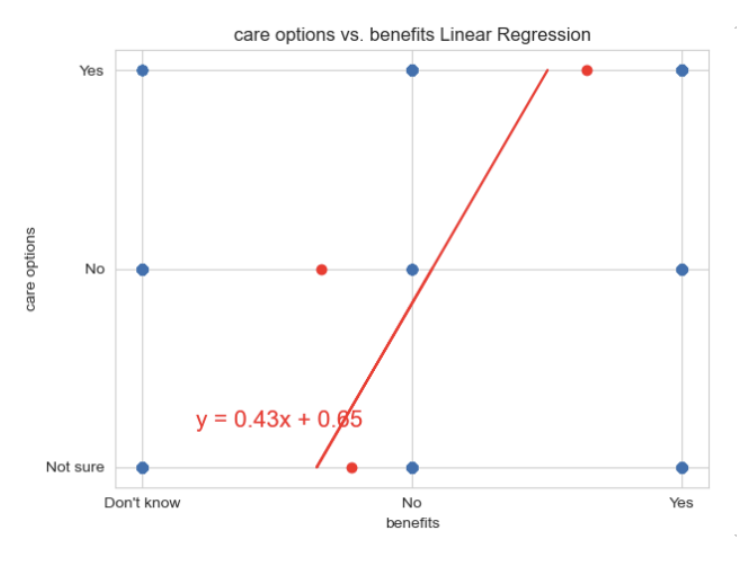 care options vs. benefits Linear Regression
Yes
No
Not sure
care options
y = 0.43x + 0.65
Don't know
No
Yes
benefits